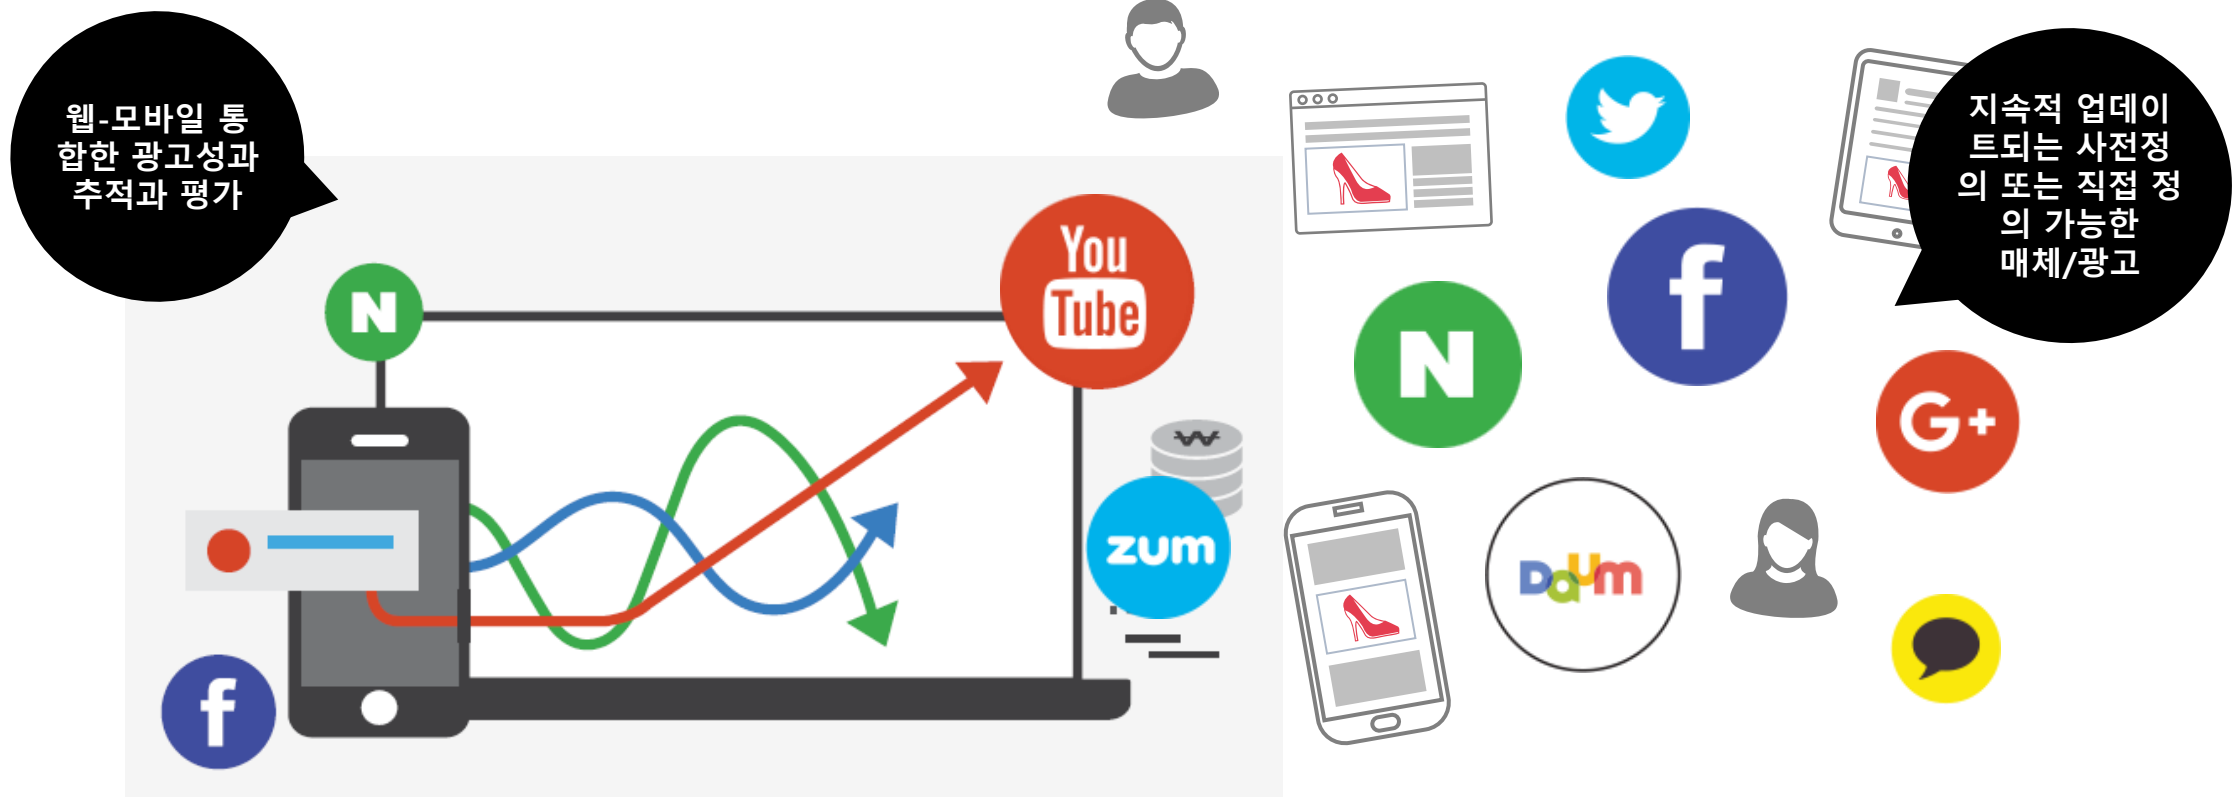 웹-모바일 통
합한 광고성과
추적과 평가
지속적 업데이
트되는 사전정
의 또는 직접 정
의 가능한
매체/광고
N
You
Tube
₩
zum
f
N
f
G+
Daum